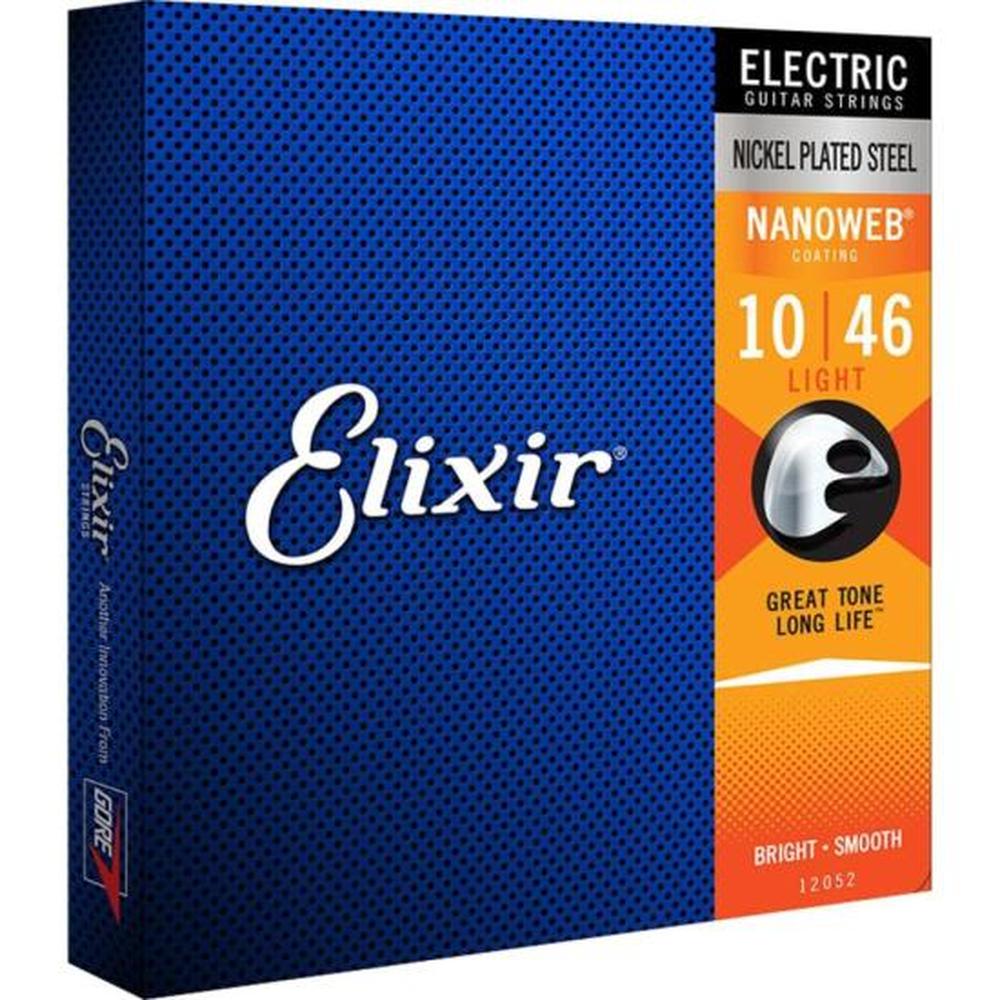 ELECTRIC
GUITAR STRINGS
NICKEL PLATED STEEL
NANOWEB®
COATING
10 | 46
LIGHT
Elixir®
GREAT TONE
LONG LIFE™
BRIGHT • SMOOTH
12052
Elixir
STRINGS
Another Innovation From
GORE